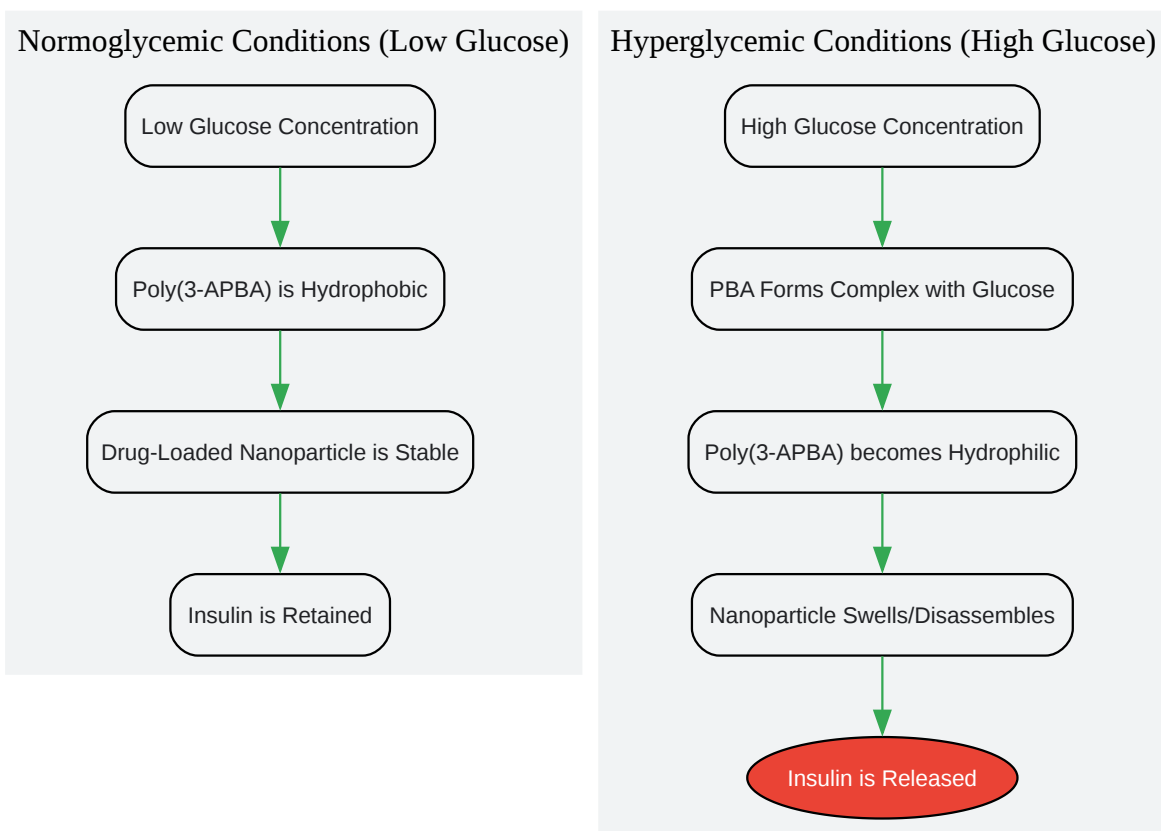 Normoglycemic Conditions (Low Glucose)
Low Glucose Concentration
Poly(3-APBA) is Hydrophobic
Drug-Loaded Nanoparticle is Stable
Insulin is Retained
Hyperglycemic Conditions (High Glucose)
High Glucose Concentration
PBA Forms Complex with Glucose
Poly(3-APBA) becomes Hydrophilic
Nanoparticle Swells/Disassembles
Insulin is Released